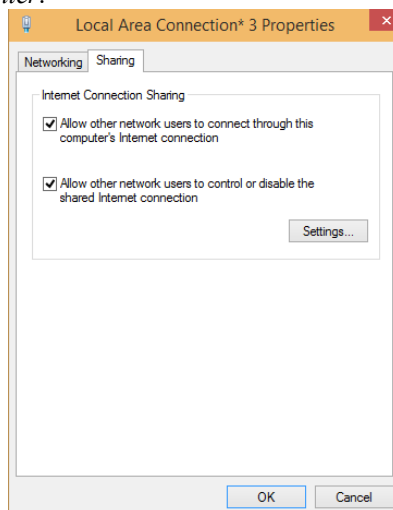 Local Area Connection* 3 Properties
Networking Sharing
Internet Connection Sharing
Allow other network users to connect through this
computer's Internet connection
Allow other network users to control or disable the
shared Internet connection
Settings...
OK Cancel